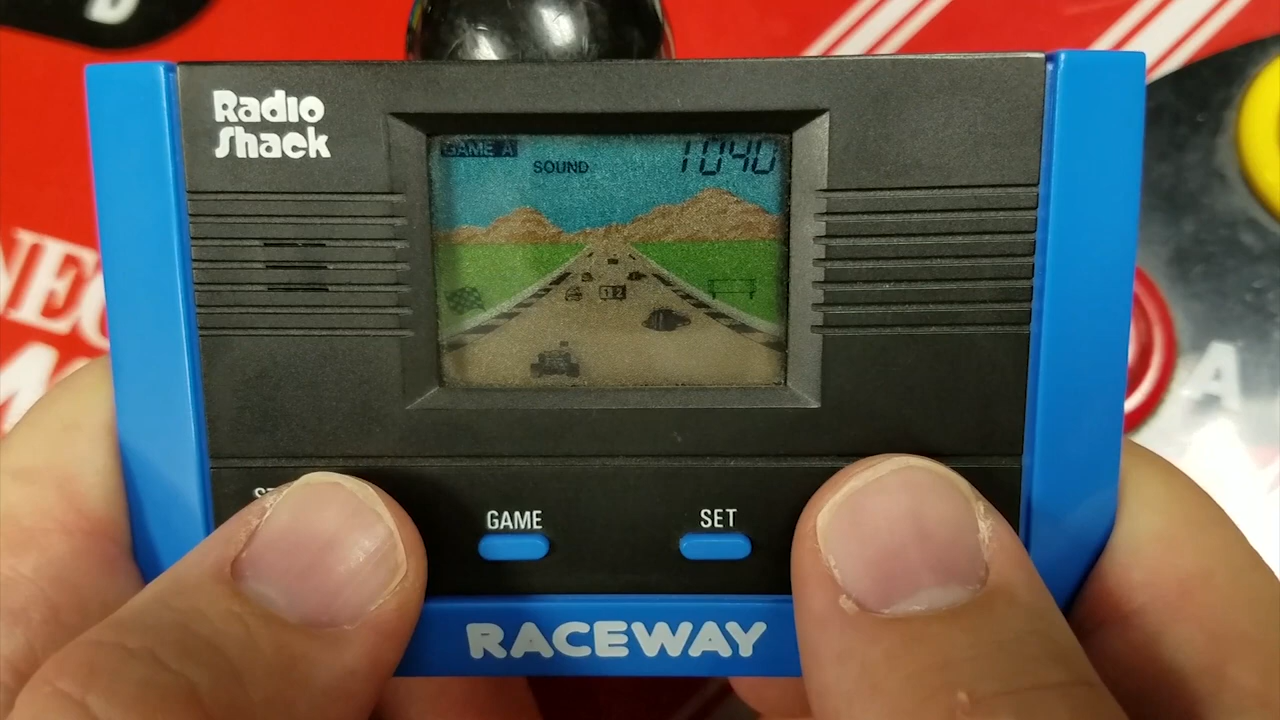 Radio
Shack
GAME A
SOUND
1040
12
GAME
SET
RACEWAY
A